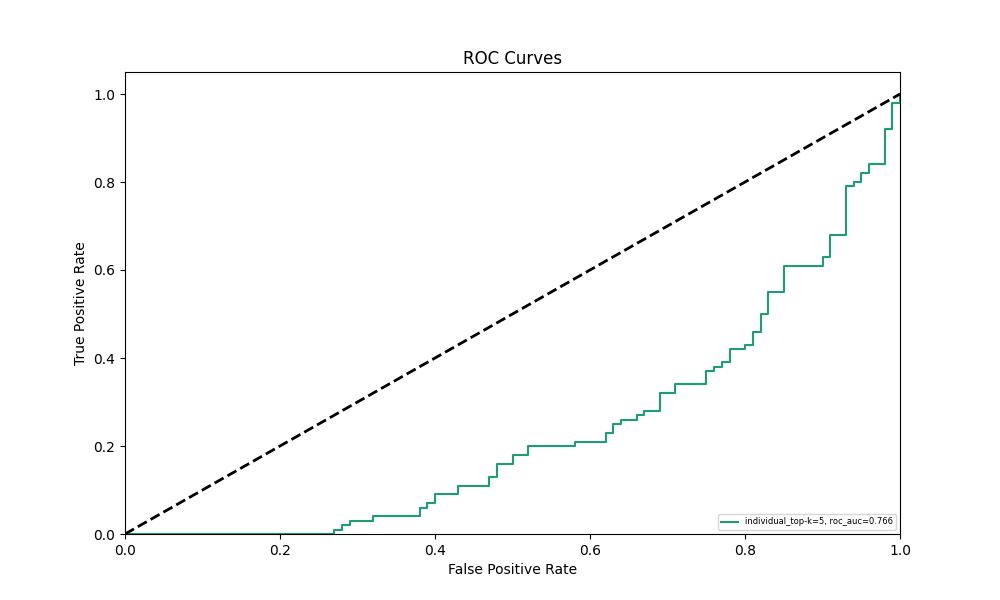 ROC Curves
True Positive Rate
1.0
0.8
0.6
0.4
0.2
0.0
individual_top-k=5, roc_auc=0.766
0.0 0.2 0.4 0.6 0.8 1.0
False Positive Rate